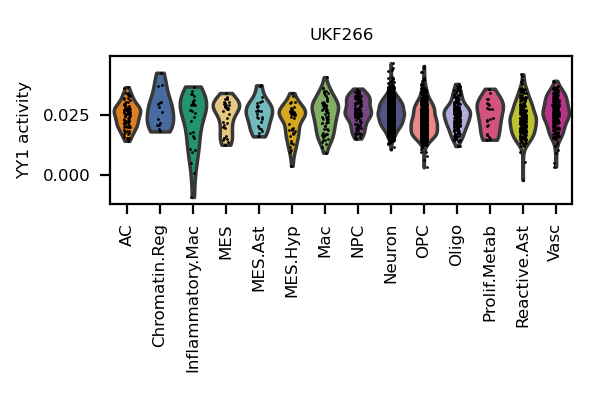 UKF266
YY1 activity
0.025
0.000
AC
Chromatin.Reg
Inflammatory.Mac
MES
MES.Ast
MES.Hyp
Mac
NPC
Neuron
OPC
Oligo
Prolif.Metab
Reactive.Ast
Vasc